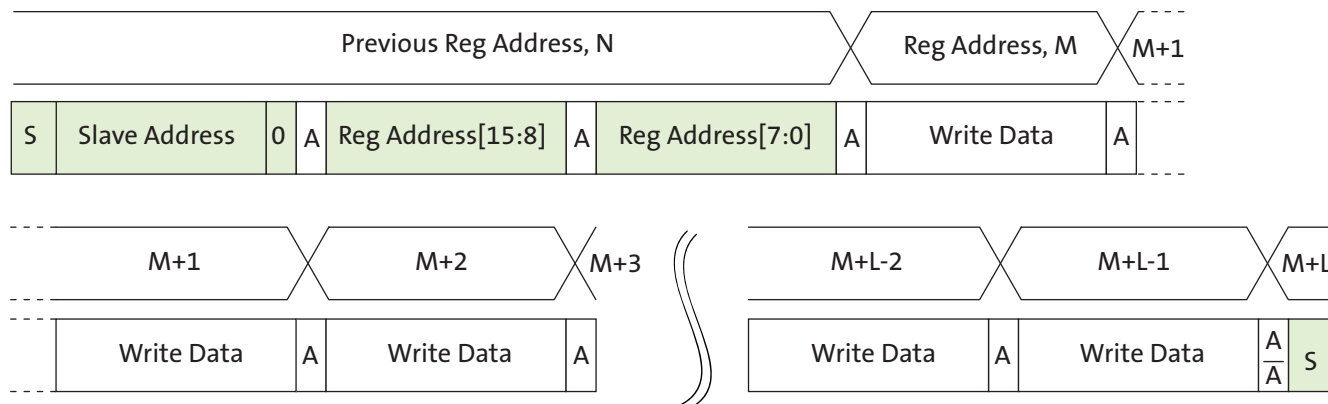 Previous Reg Address, N Reg Address, M M+1
S Slave Address 0 A Reg Address[15:8] A Reg Address[7:0] A Write Data A
M+1 M+2 M+3 M+L-2 M+L-1 M+L
Write Data A Write Data A Write Data A Write Data A/A̅ S